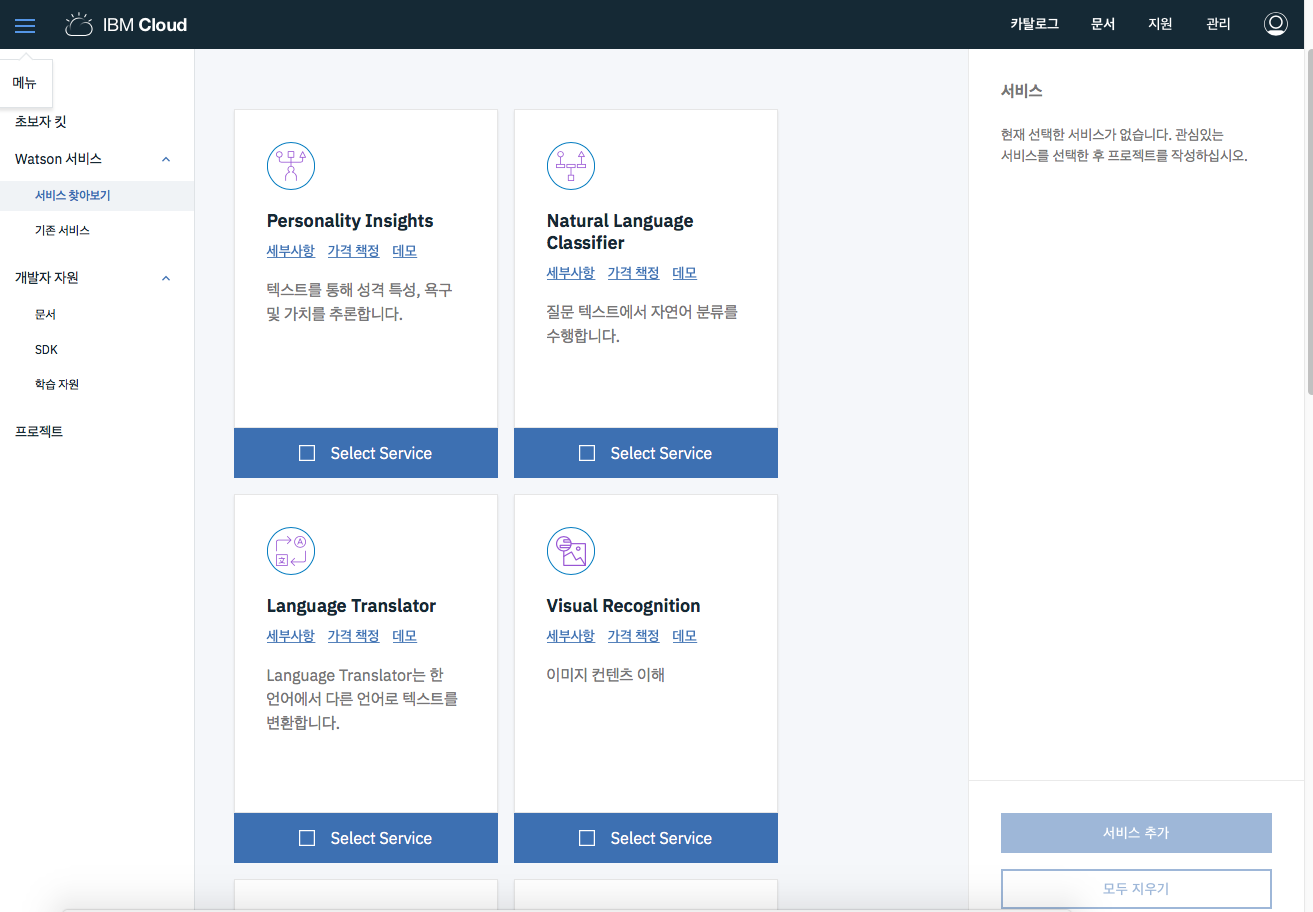 IBM Cloud
카탈로그
문서
지원
관리
메뉴
초보자 킷
Watson 서비스
서비스 찾아보기
기존 서비스
개발자 자원
문서
SDK
학습 자원
프로젝트
Personality Insights
세부사항 가격 책정 데모
텍스트를 통해 성격 특성, 욕구
및 가치를 추론합니다.
Select Service
Natural Language
Classifier
세부사항 가격 책정 데모
질문 텍스트에서 자연어 분류를
수행합니다.
Select Service
A
文
Language Translator
세부사항 가격 책정 데모
Language Translator는 한
언어에서 다른 언어로 텍스트를
변환합니다.
Select Service
Visual Recognition
세부사항 가격 책정 데모
이미지 컨텐츠 이해
Select Service
서비스
현재 선택한 서비스가 없습니다. 관심있는
서비스를 선택한 후 프로젝트를 작성하십시오.
서비스 추가
모두 지우기